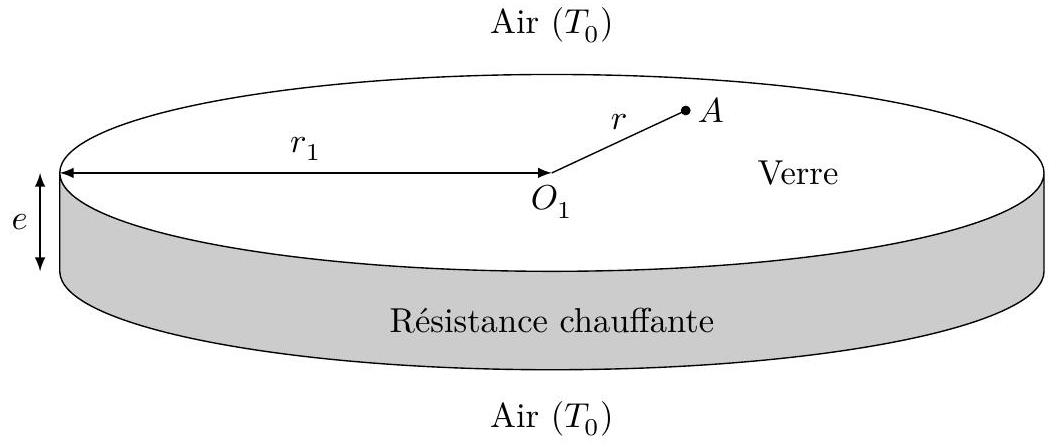 Air (T₀)
r₁
r
A
Verre
O₁
e
Résistance chauffante
Air (T₀)